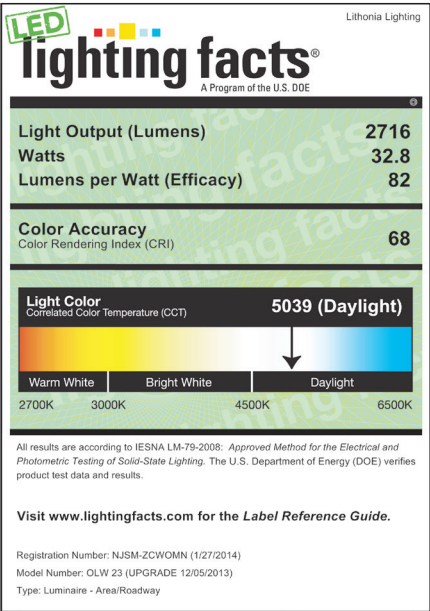 Lithonia Lighting
LED
lighting facts®
A Program of the U.S. DOE
Light Output (Lumens) 2716
Watts 32.8
Lumens per Watt (Efficacy) 82
Color Accuracy
Color Rendering Index (CRI) 68
Light Color
Correlated Color Temperature (CCT) 5039 (Daylight)
Warm White Bright White Daylight
2700K 3000K 4500K 6500K
All results are according to IESNA LM-79-2008: Approved Method for the Electrical and
Photometric Testing of Solid-State Lighting. The U.S. Department of Energy (DOE) verifies
product test data and results.
Visit www.lightingfacts.com for the Label Reference Guide.
Registration Number: NJSM-ZCWOMN (1/27/2014)
Model Number: OLW 23 (UPGRADE 12/05/2013)
Type: Luminaire - Area/Roadway